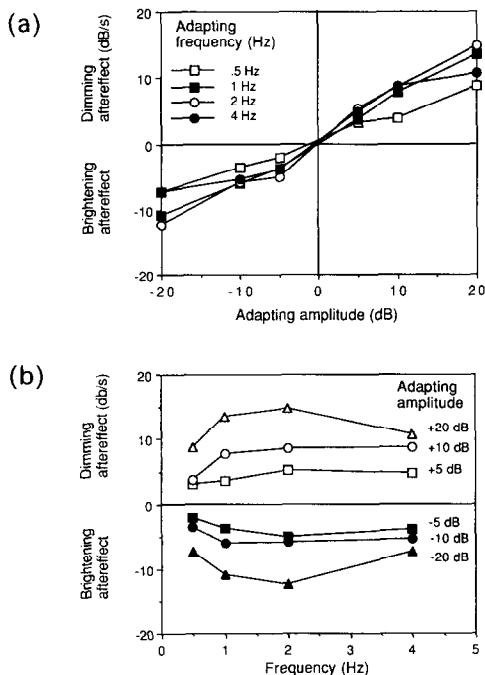 (a)
Adapting
frequency (Hz)
.5 Hz
1 Hz
2 Hz
4 Hz
Dimming
aftereffect (dB/s)
Brightening
aftereffect
20
10
0
-10
-20
-20 -10 0 10 20
Adapting amplitude (dB)
(b)
Dimming
aftereffect (db/s)
Brightening
aftereffect
20
10
0
-10
-20
Adapting
amplitude
+20 dB
+10 dB
+5 dB
-5 dB
-10 dB
-20 dB
0 1 2 3 4 5
Frequency (Hz)